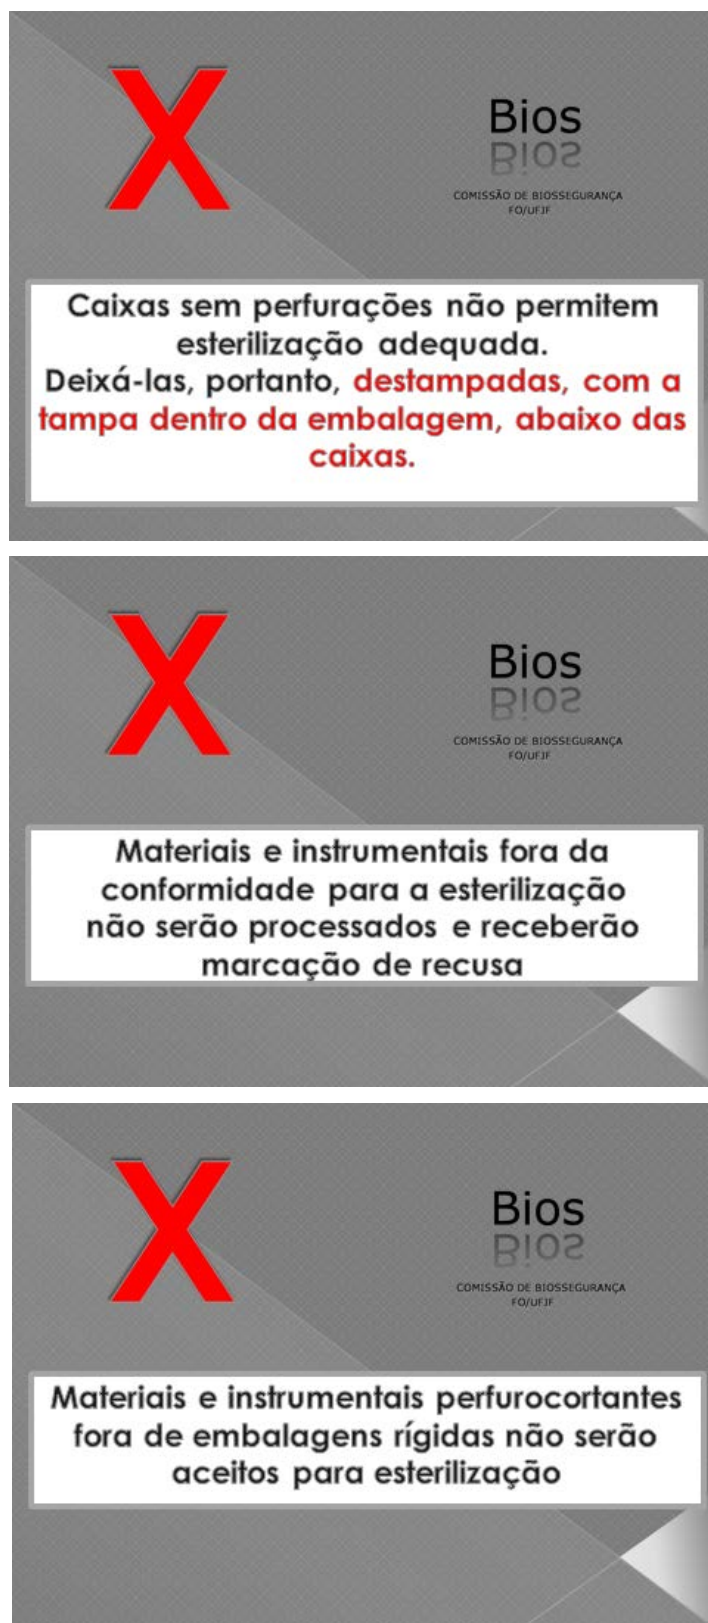 X
Bios
COMISSÃO DE BIOSSEGURANÇA
FO/UFJF
Caixas sem perfurações não permitem
esterilização adequada.
Deixá-las, portanto, destampadas, com a
tampa dentro da embalagem, abaixo das
caixas.
X
Bios
COMISSÃO DE BIOSSEGURANÇA
FO/UFJF
Materiais e instrumentais fora da
conformidade para a esterilização
não serão processados e receberão
marcação de recusa
X
Bios
COMISSÃO DE BIOSSEGURANÇA
FO/UFJF
Materiais e instrumentais perfurocortantes
fora de embalagens rígidas não serão
aceitos para esterilização